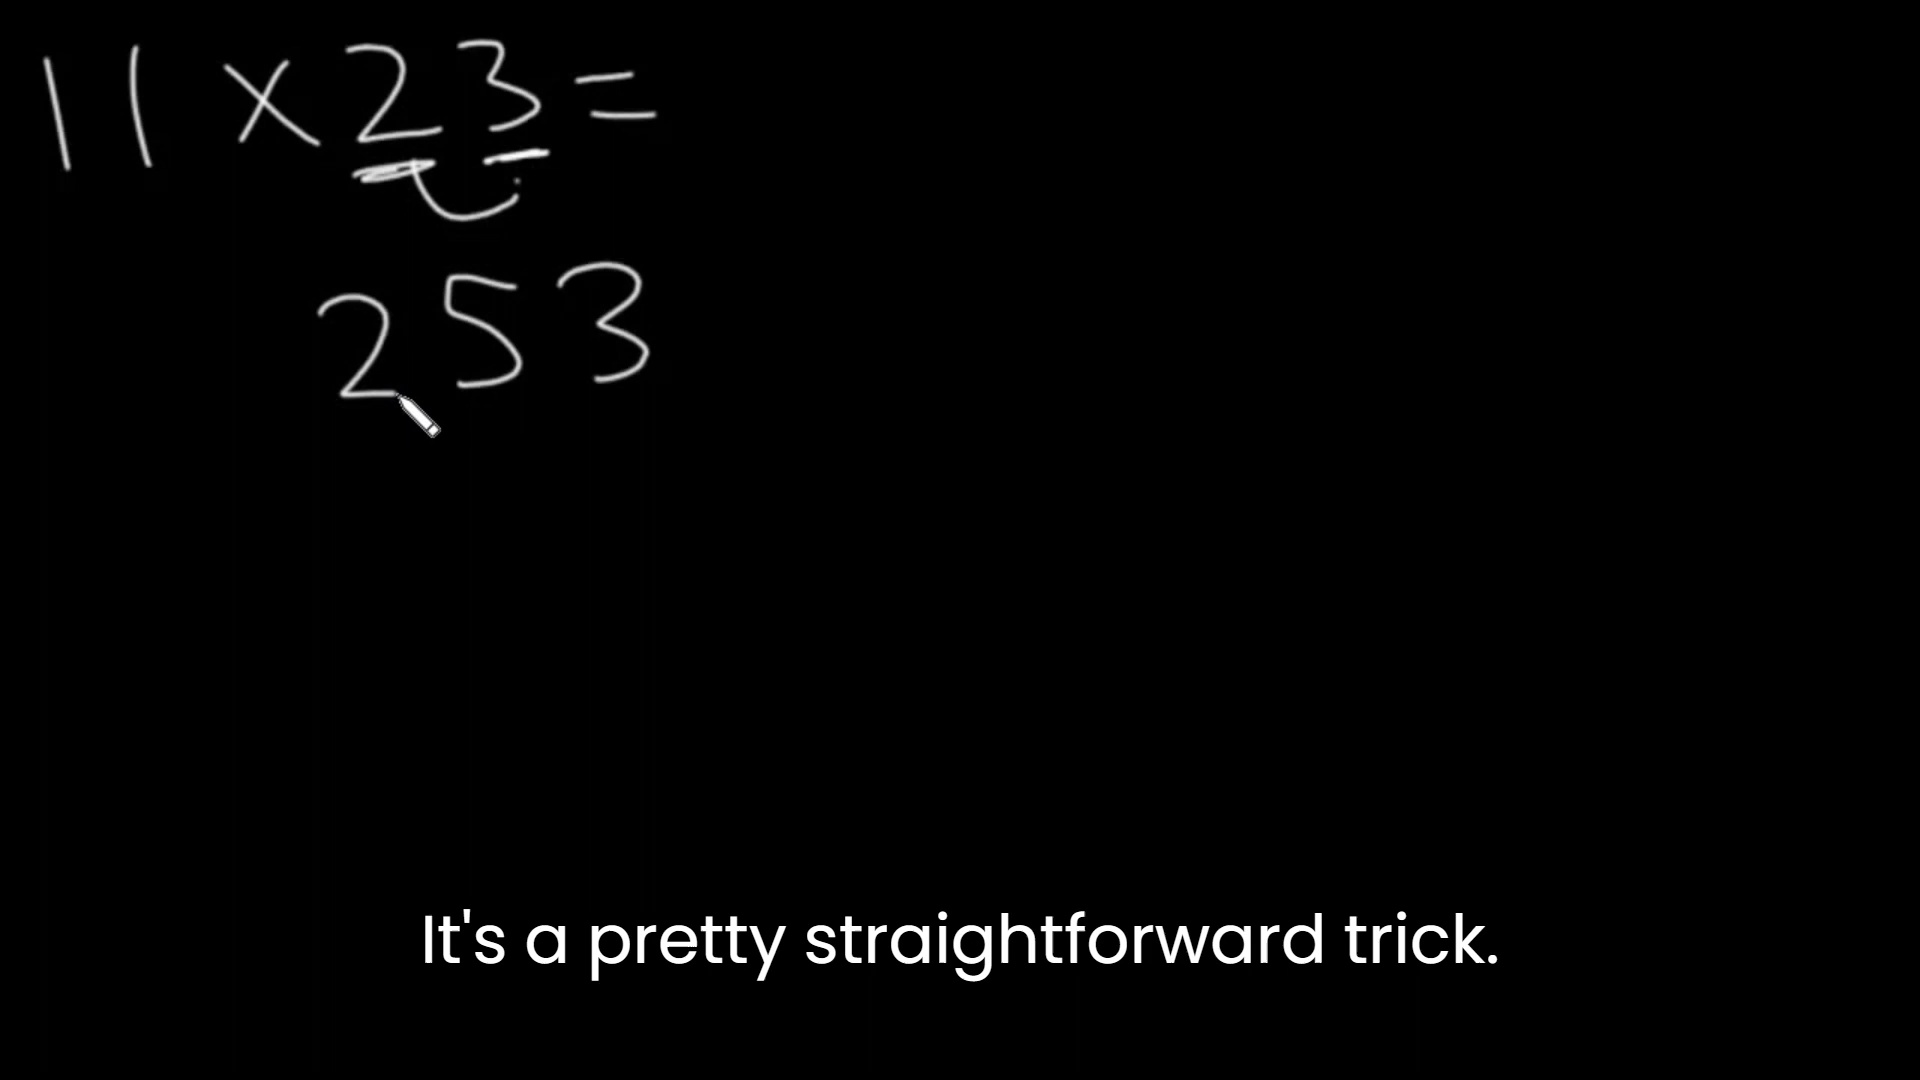 11 × 23 =
253
It's a pretty straightforward trick.